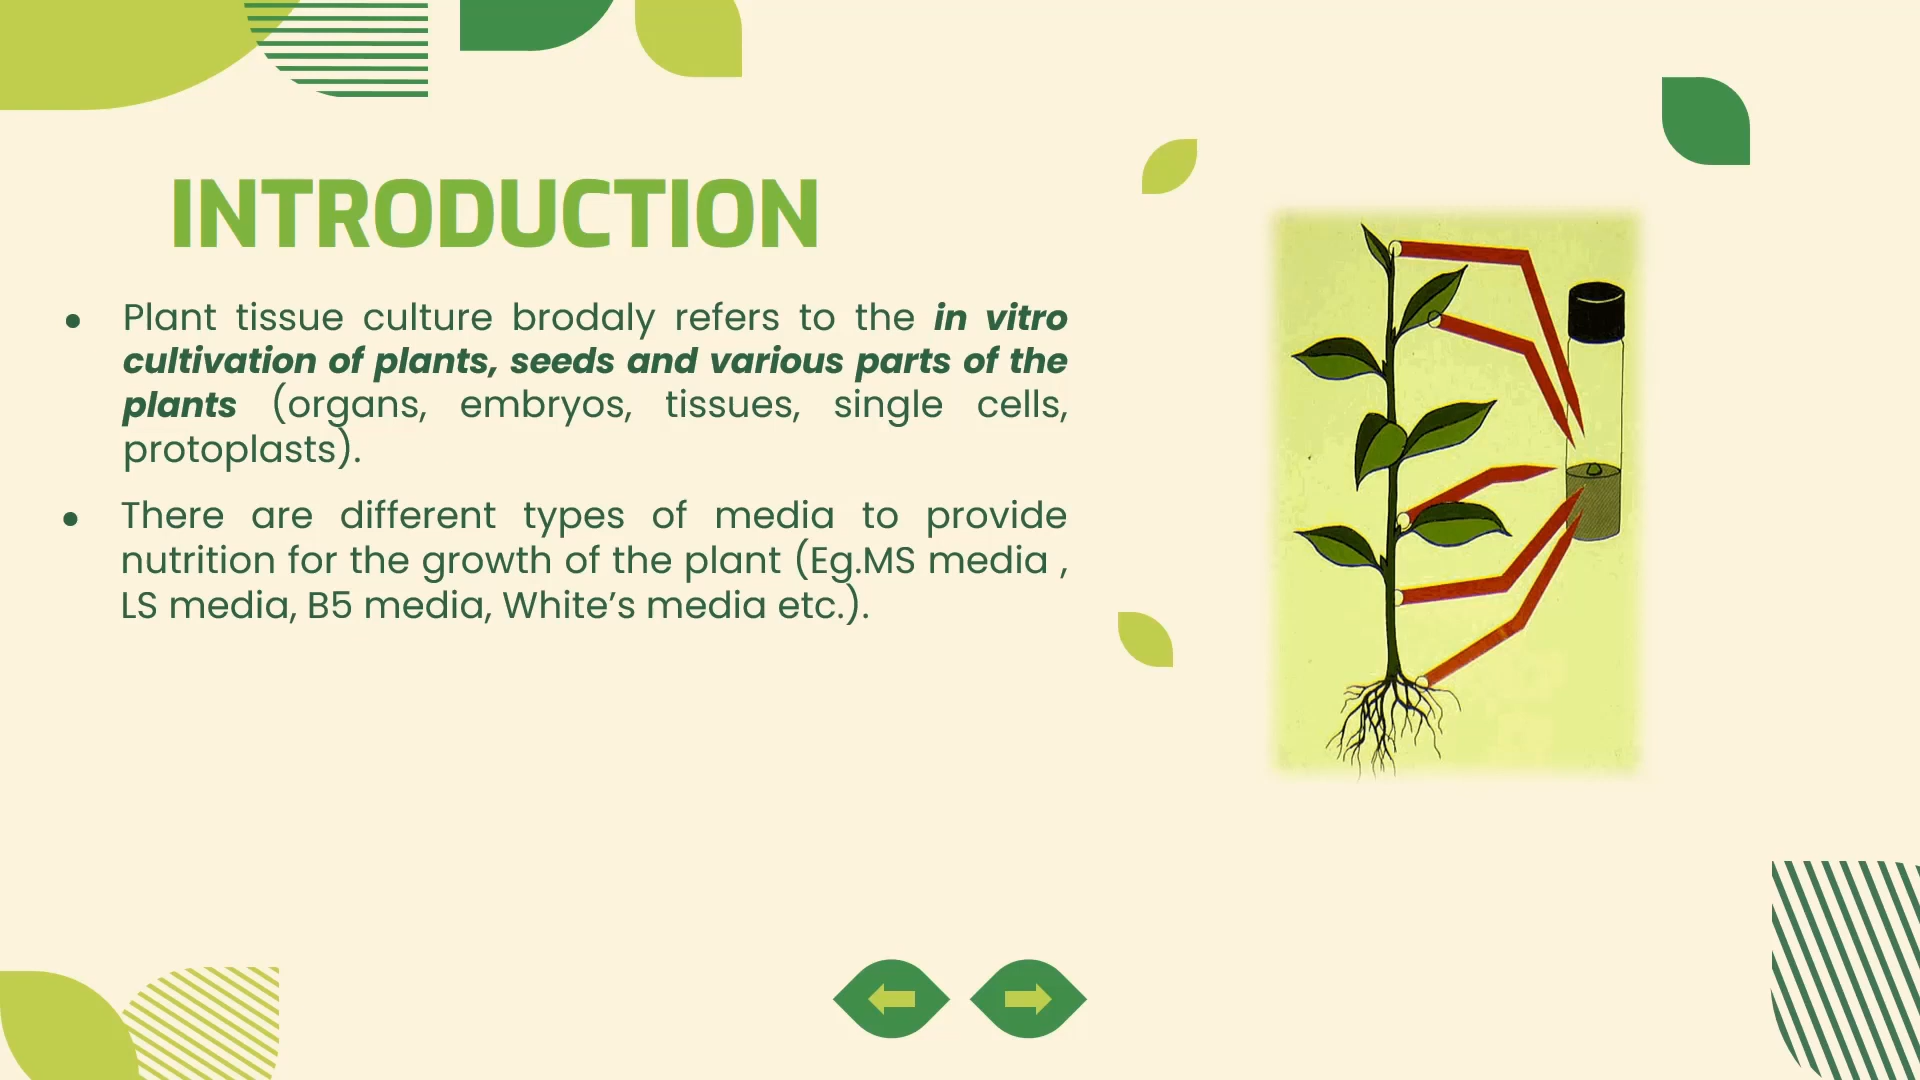 INTRODUCTION
• Plant tissue culture brodaly refers to the in vitro
cultivation of plants, seeds and various parts of the
plants (organs, embryos, tissues, single cells,
protoplasts).
• There are different types of media to provide
nutrition for the growth of the plant (Eg.MS media ,
LS media, B5 media, White’s media etc.).